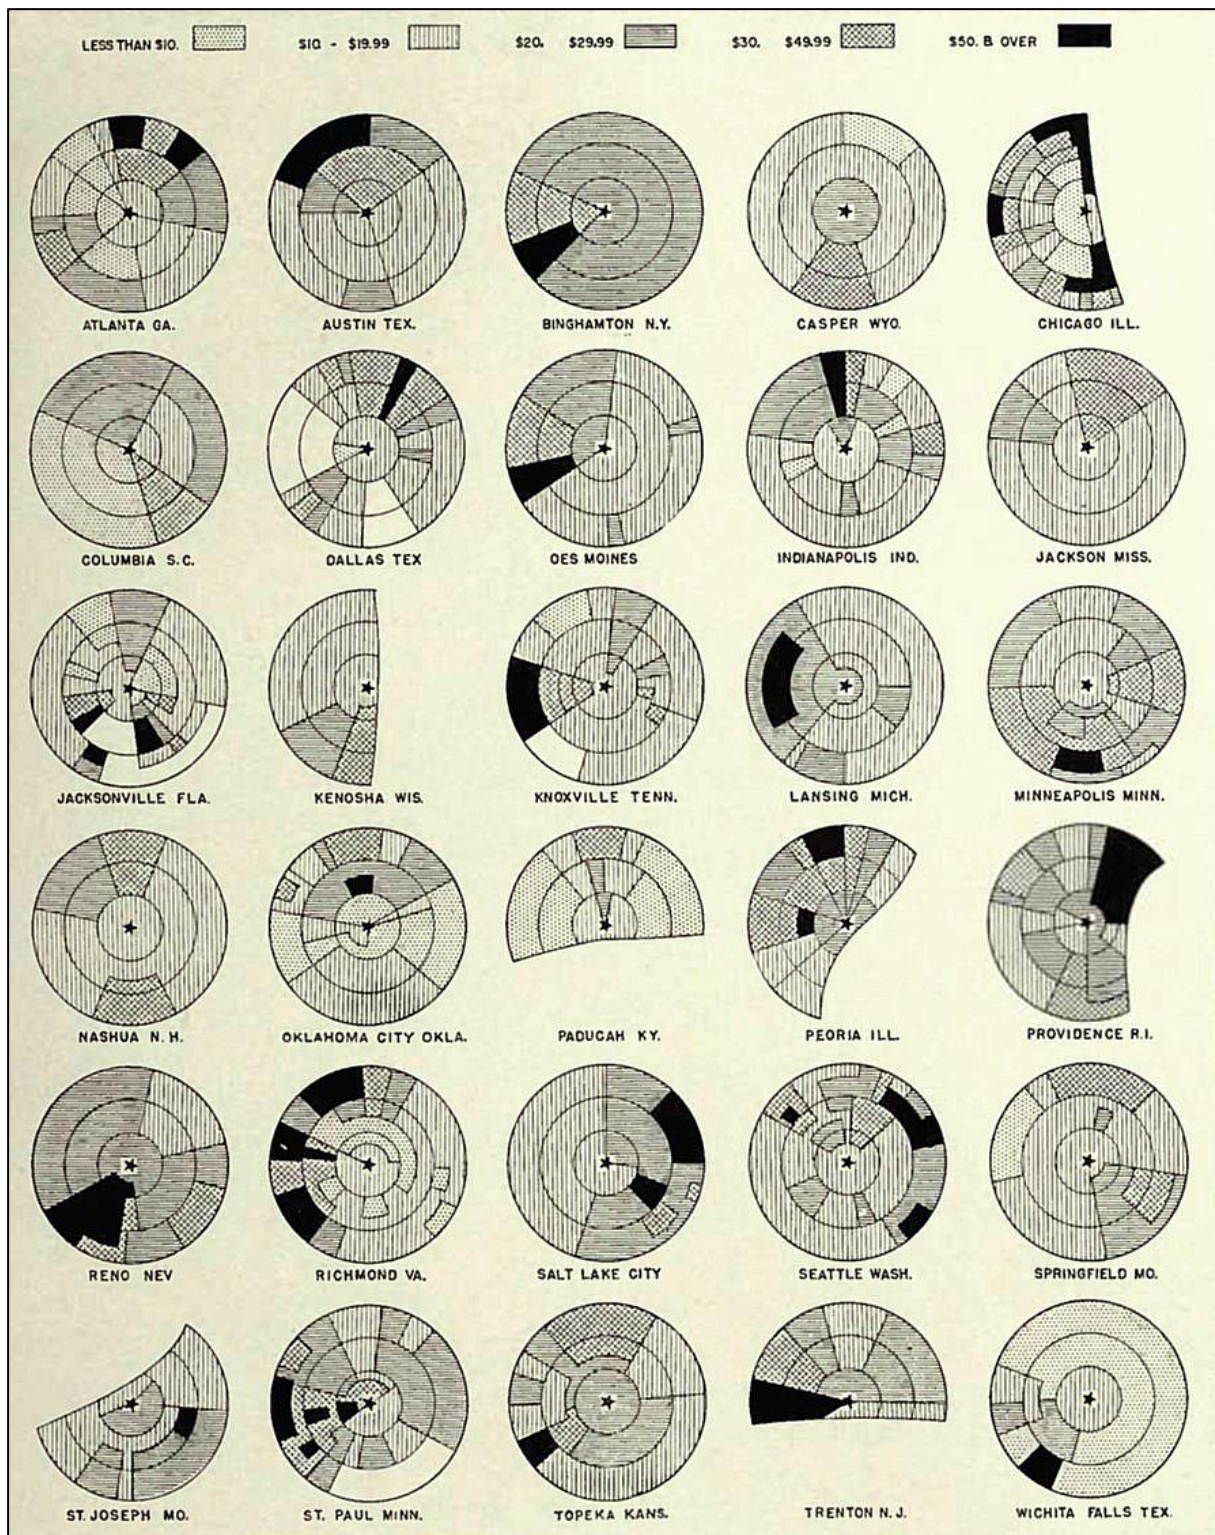 LESS THAN $10. $10 - $19.99 $20. $29.99 $30. $49.99 $50. & OVER
ATLANTA GA. AUSTIN TEX. BINGHAMTON N.Y. CASPER WYO. CHICAGO ILL.
COLUMBIA S.C. DALLAS TEX DES MOINES INDIANAPOLIS IND. JACKSON MISS.
JACKSONVILLE FLA. KENOSHA WIS. KNOXVILLE TENN. LANSING MICH. MINNEAPOLIS MINN.
NASHUA N.H. OKLAHOMA CITY OKLA. PADUCAH KY. PEORIA ILL. PROVIDENCE R.I.
RENO NEV RICHMOND VA. SALT LAKE CITY SEATTLE WASH. SPRINGFIELD MO.
ST. JOSEPH MO. ST. PAUL MINN. TOPEKA KANS. TRENTON N.J. WICHITA FALLS TEX.